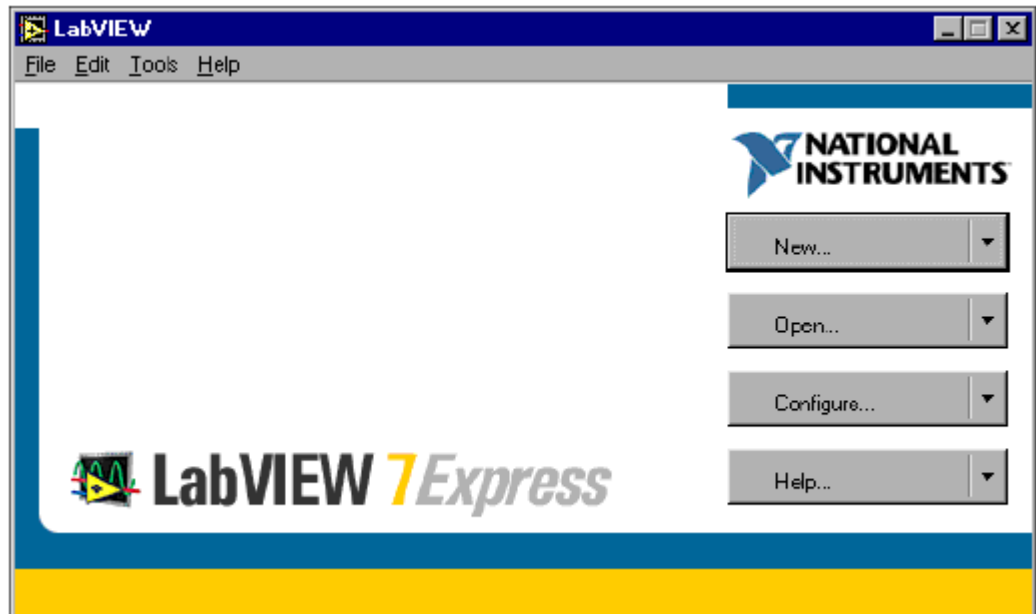 LabVIEW
File Edit Tools Help
NATIONAL
INSTRUMENTS
New...
Open...
Configure...
Help...
LabVIEW 7 Express